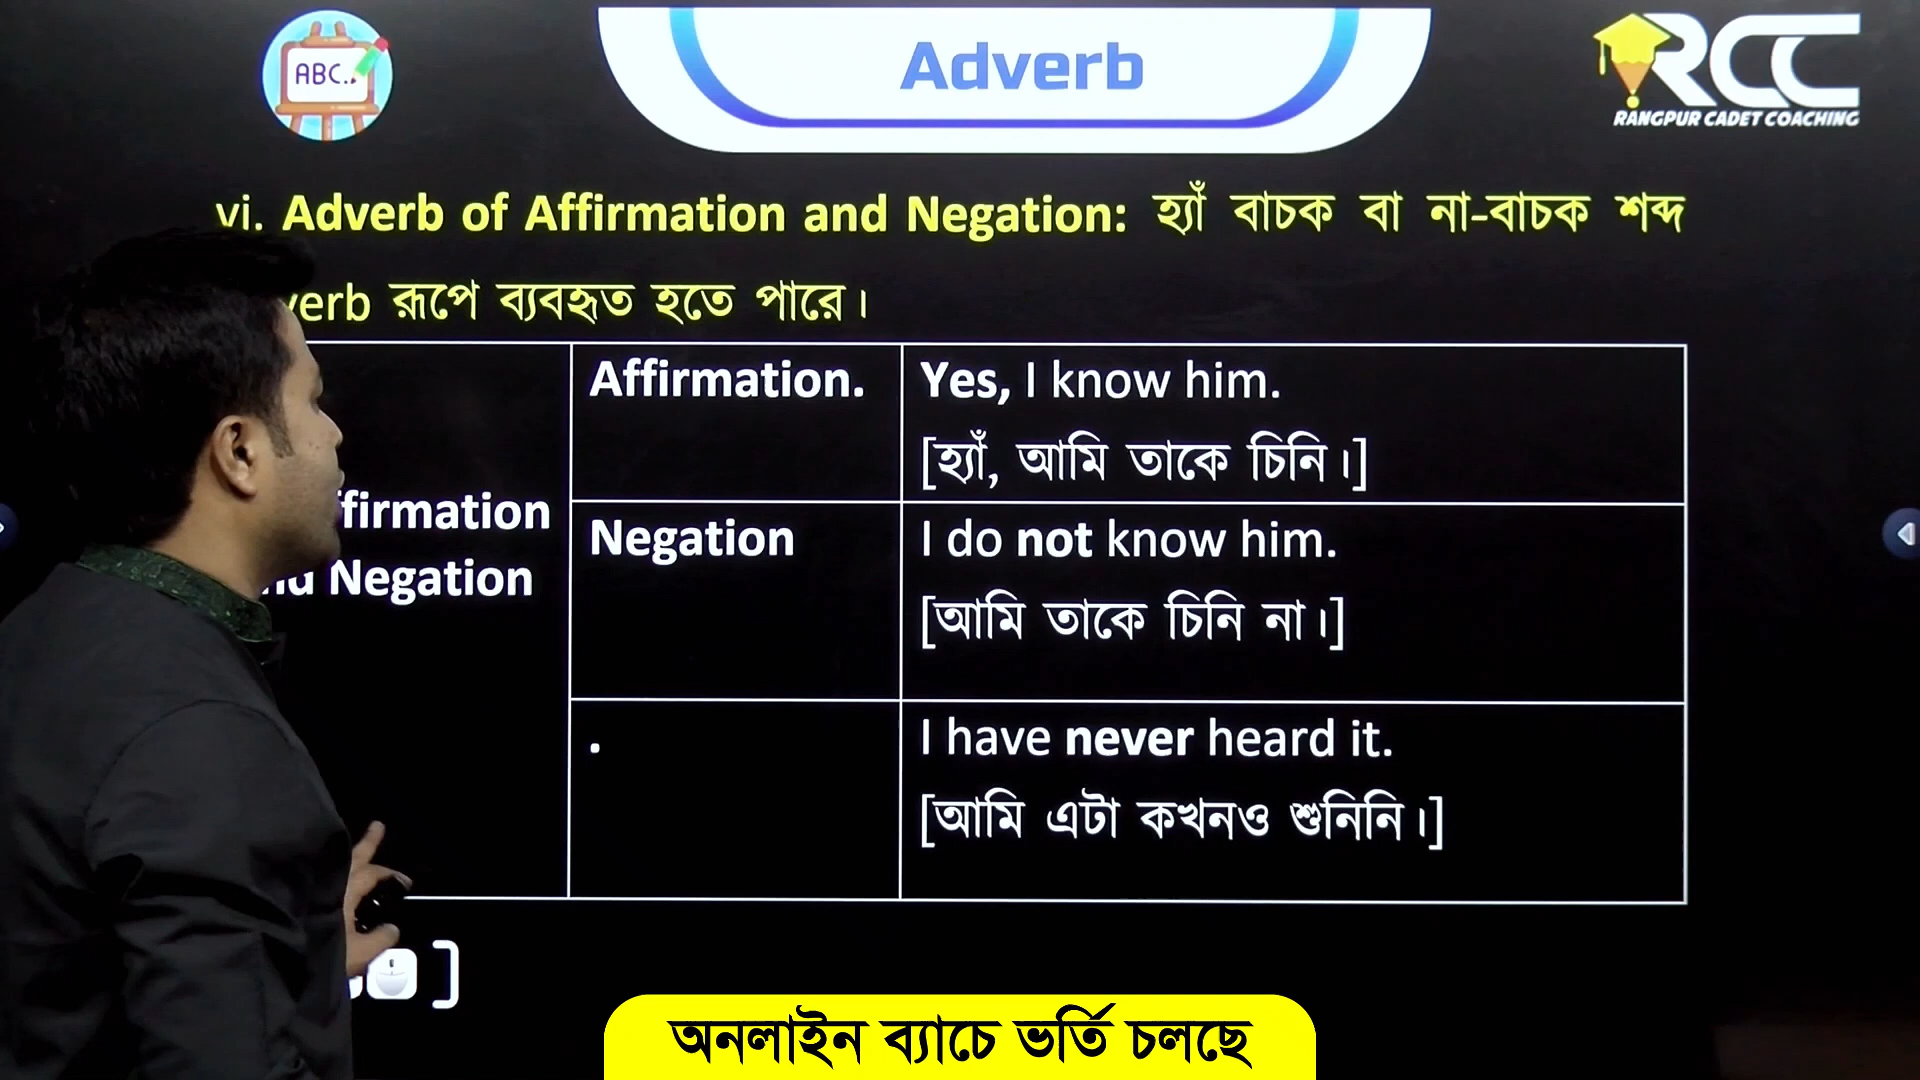 ABC..
Adverb
RCC
RANGPUR CADET COACHING
vi. Adverb of Affirmation and Negation: হ্যাঁ বাচক বা না-বাচক শব্দ
verb রূপে ব্যবহৃত হতে পারে।
Affirmation.
Yes, I know him.
[হ্যাঁ, আমি তাকে চিনি।]
ffirmation
nd Negation
Negation
I do not know him.
[আমি তাকে চিনি না।]
.
I have never heard it.
[আমি এটা কখনও শুনিনি।]
]
অনলাইন ব্যাচে ভর্তি চলছে